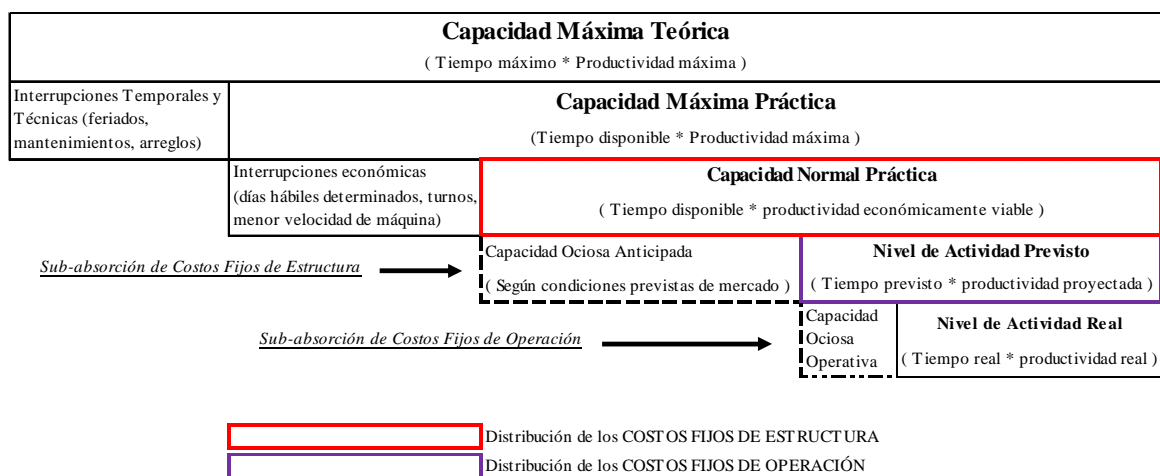 Capacidad Máxima Teórica
( Tiempo máximo * Productividad máxima )
Interrupciones Temporales y
Técnicas (feriados,
mantenimientos, arreglos)
Capacidad Máxima Práctica
(Tiempo disponible * Productividad máxima )
Interrupciones económicas
(días hábiles determinados, turnos,
menor velocidad de máquina)
Capacidad Normal Práctica
( Tiempo disponible * productividad económicamente viable )
Sub-absorción de Costos Fijos de Estructura
Capacidad Ociosa Anticipada
( Según condiciones previstas de mercado )
Nivel de Actividad Previsto
( Tiempo previsto * productividad proyectada )
Sub-absorción de Costos Fijos de Operación
Capacidad
Ociosa
Operativa
Nivel de Actividad Real
( Tiempo real * productividad real )
Distribución de los COSTOS FIJOS DE ESTRUCTURA
Distribución de los COSTOS FIJOS DE OPERACIÓN